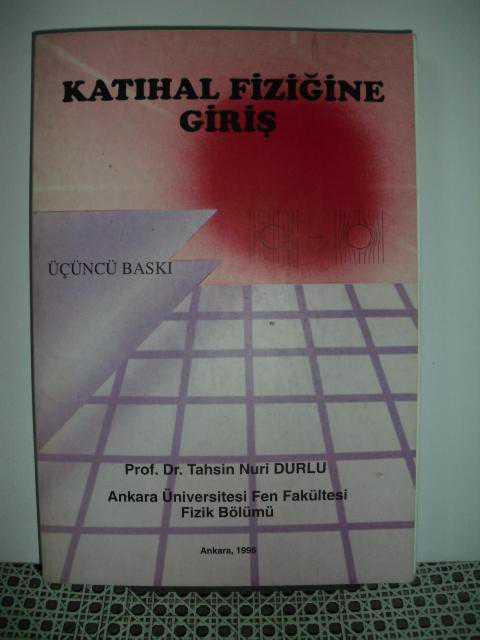 KATIHAL FİZİĞİNE
GİRİŞ
ÜÇÜNCÜ BASKI
Prof. Dr. Tahsin Nuri DURLU
Ankara Üniversitesi Fen Fakültesi
Fizik Bölümü
Ankara, 1996